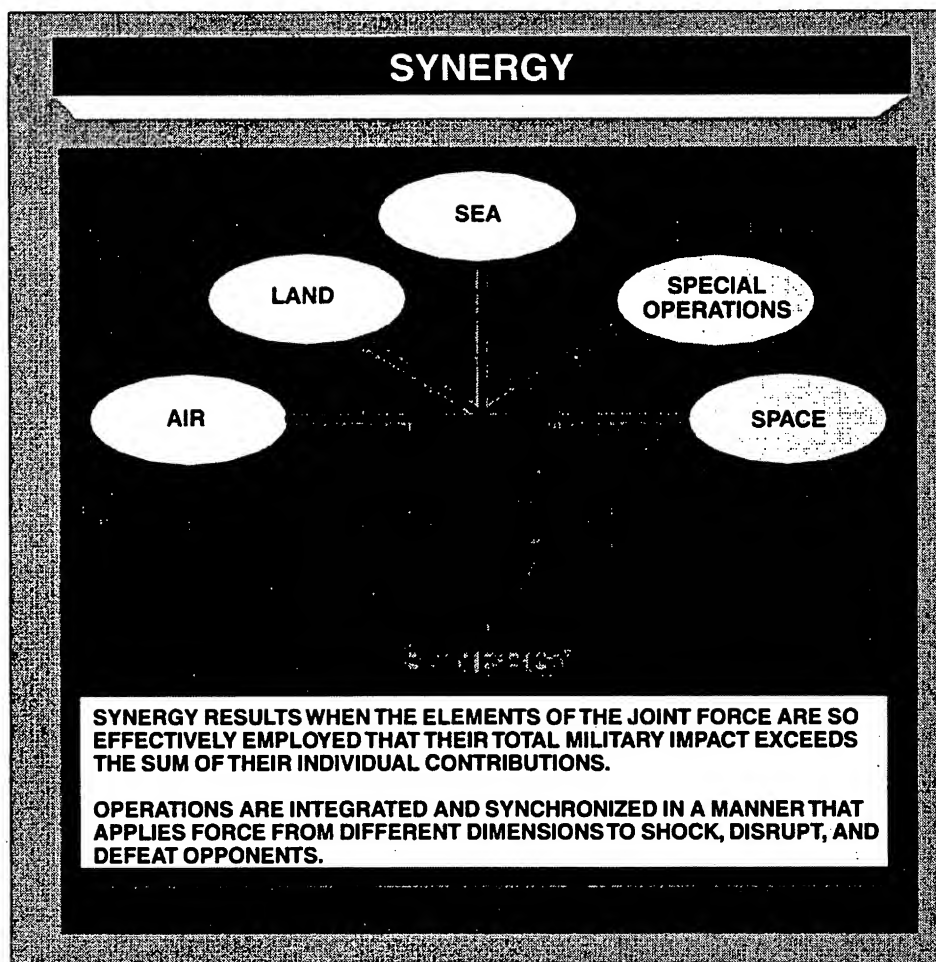 SYNERGY
SEA
LAND
SPECIAL
OPERATIONS
AIR
SPACE
SYNERGY RESULTS WHEN THE ELEMENTS OF THE JOINT FORCE ARE SO
EFFECTIVELY EMPLOYED THAT THEIR TOTAL MILITARY IMPACT EXCEEDS
THE SUM OF THEIR INDIVIDUAL CONTRIBUTIONS.
OPERATIONS ARE INTEGRATED AND SYNCHRONIZED IN A MANNER THAT
APPLIES FORCE FROM DIFFERENT DIMENSIONS TO SHOCK, DISRUPT, AND
DEFEAT OPPONENTS.